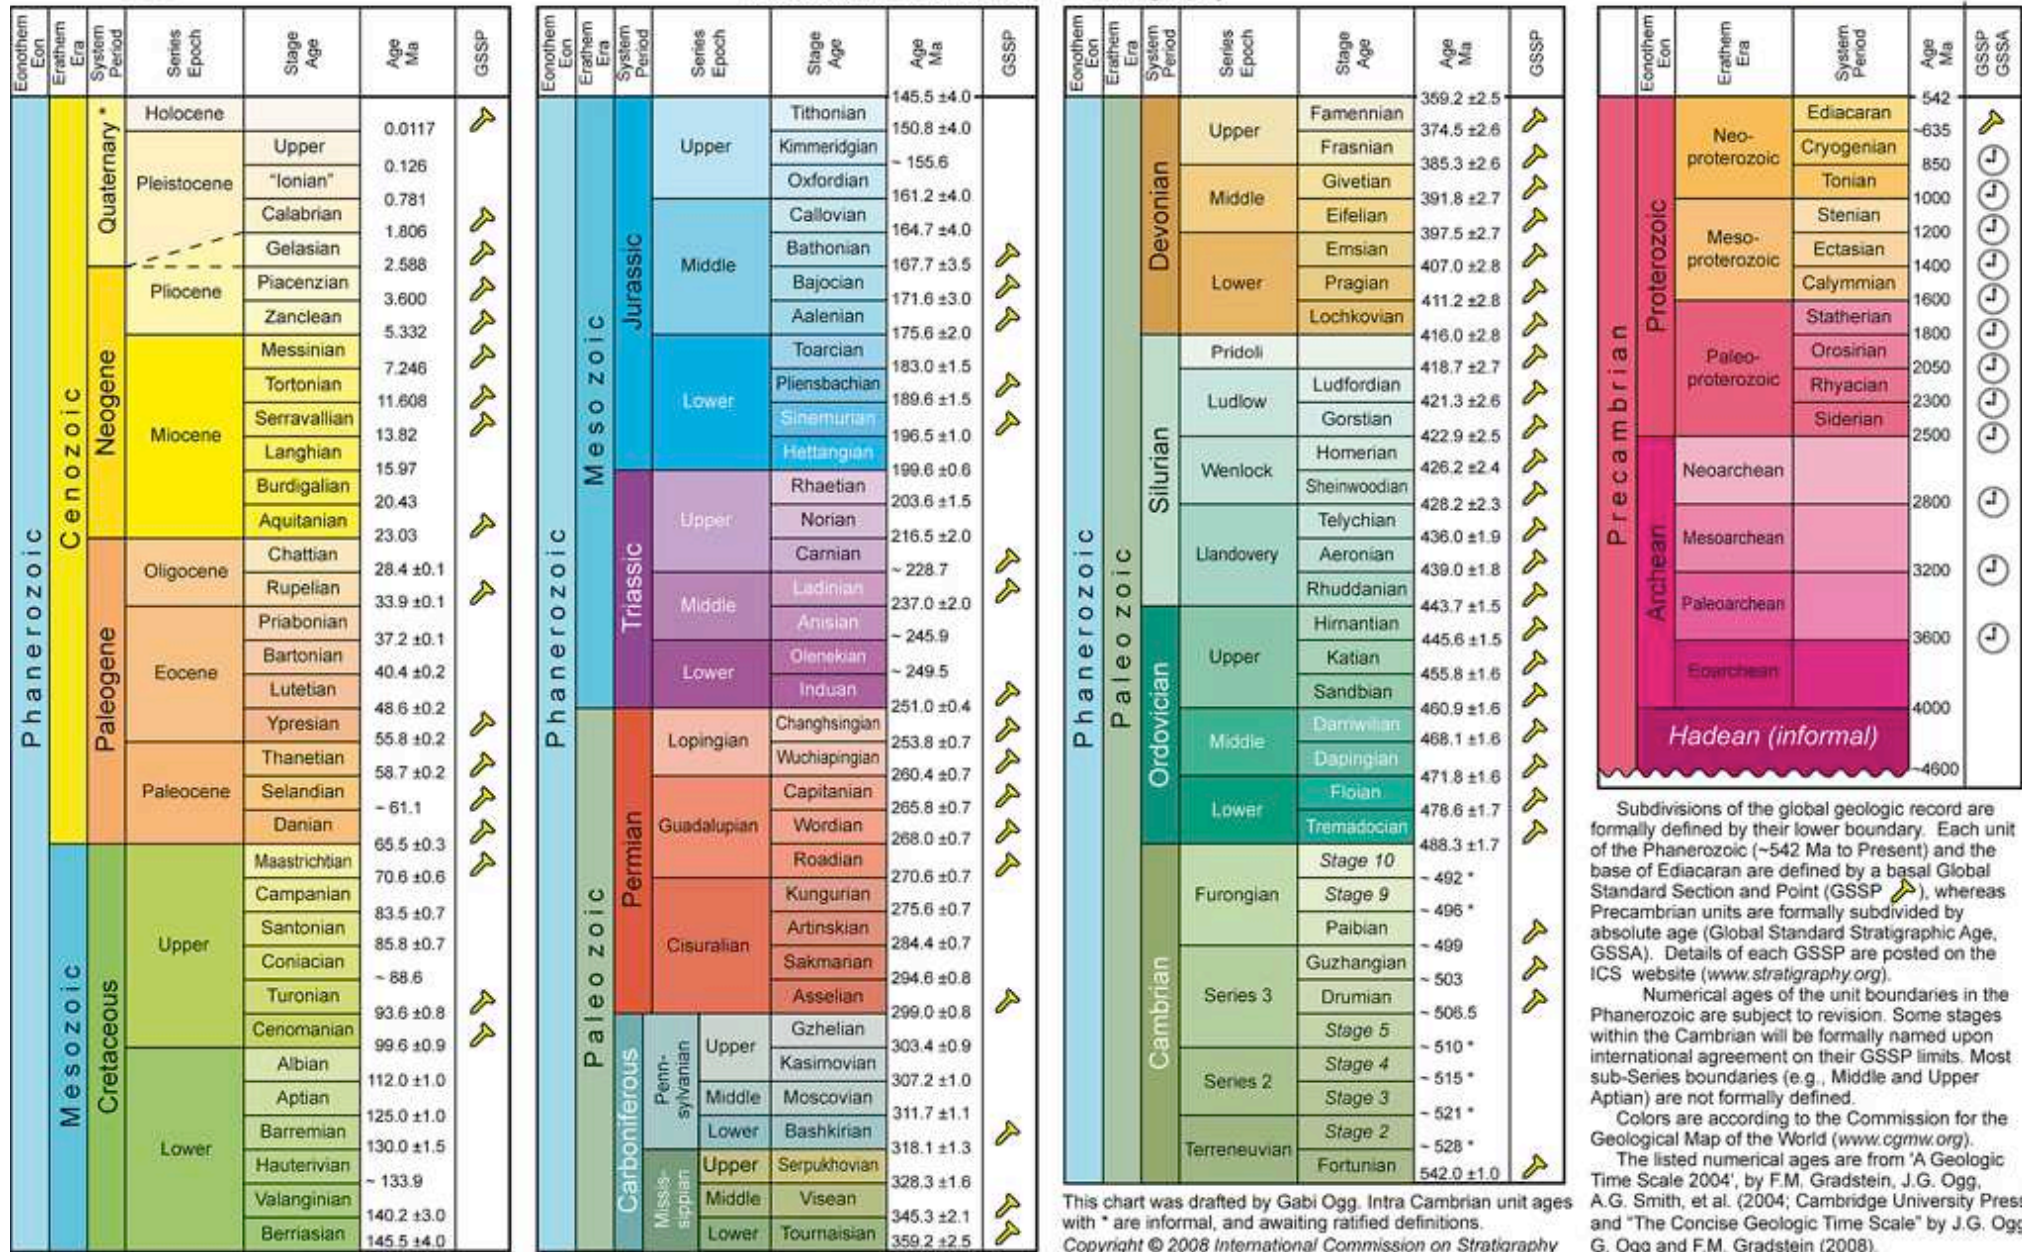 Eonothem Eon
Erathem Era
System Period
Series Epoch
Stage Age
Age Ma
GSSP
Phanerozoic
Cenozoic
Mesozoic
Quaternary *
Neogene
Paleogene
Cretaceous
Holocene
Pleistocene
Pliocene
Miocene
Oligocene
Eocene
Paleocene
Upper
Lower
Upper
"Ionian"
Calabrian
Gelasian
Piacenzian
Zanclean
Messinian
Tortonian
Serravallian
Langhian
Burdigalian
Aquitanian
Chattian
Rupelian
Priabonian
Bartonian
Lutetian
Ypresian
Thanetian
Selandian
Danian
Maastrichtian
Campanian
Santonian
Coniacian
Turonian
Cenomanian
Albian
Aptian
Barremian
Hauterivian
Valanginian
Berriasian
0.0117
0.126
0.781
1.806
2.588
3.600
5.332
7.246
11.608
13.82
15.97
20.43
23.03
28.4 ±0.1
33.9 ±0.1
37.2 ±0.1
40.4 ±0.2
48.6 ±0.2
55.8 ±0.2
58.7 ±0.2
~ 61.1
65.5 ±0.3
70.6 ±0.6
83.5 ±0.7
85.8 ±0.7
~ 88.6
93.6 ±0.8
99.6 ±0.9
112.0 ±1.0
125.0 ±1.0
130.0 ±1.5
~ 133.9
140.2 ±3.0
145.5 ±4.0
Eonothem Eon
Erathem Era
System Period
Series Epoch
Stage Age
Age Ma
GSSP
Phanerozoic
Mesozoic
Paleozoic
Jurassic
Triassic
Permian
Carboniferous
Upper
Middle
Lower
Upper
Middle
Lower
Lopingian
Guadalupian
Cisuralian
Penn-
sylvanian
Upper
Middle
Lower
Missis-
sippian
Upper
Middle
Lower
Tithonian
Kimmeridgian
Oxfordian
Callovian
Bathonian
Bajocian
Aalenian
Toarcian
Pliensbachian
Sinemurian
Hettangian
Rhaetian
Norian
Carnian
Ladinian
Anisian
Olenekian
Induan
Changhsingian
Wuchiapingian
Capitanian
Wordian
Roadian
Kungurian
Artinskian
Sakmarian
Asselian
Gzhelian
Kasimovian
Moscovian
Bashkirian
Serpukhovian
Visean
Tournaisian
145.5 ±4.0
150.8 ±4.0
~ 155.6
161.2 ±4.0
164.7 ±4.0
167.7 ±3.5
171.6 ±3.0
175.6 ±2.0
183.0 ±1.5
189.6 ±1.5
196.5 ±1.0
199.6 ±0.6
203.6 ±1.5
216.5 ±2.0
~ 228.7
237.0 ±2.0
~ 245.9
~ 249.5
251.0 ±0.4
253.8 ±0.7
260.4 ±0.7
265.8 ±0.7
268.0 ±0.7
270.6 ±0.7
275.6 ±0.7
284.4 ±0.7
294.6 ±0.8
299.0 ±0.8
303.4 ±0.9
307.2 ±1.0
311.7 ±1.1
318.1 ±1.3
328.3 ±1.6
345.3 ±2.1
359.2 ±2.5
Eonothem Eon
Erathem Era
System Period
Series Epoch
Stage Age
Age Ma
GSSP
Phanerozoic
Paleozoic
Devonian
Silurian
Ordovician
Cambrian
Upper
Middle
Lower
Pridoli
Ludlow
Wenlock
Llandovery
Upper
Middle
Lower
Furongian
Series 3
Series 2
Terreneuvian
Famennian
Frasnian
Givetian
Eifelian
Emsian
Pragian
Lochkovian
Ludfordian
Gorstian
Homerian
Sheinwoodian
Telychian
Aeronian
Rhuddanian
Hirnantian
Katian
Sandbian
Darriwilian
Dapingian
Floian
Tremadocian
Stage 10
Stage 9
Paibian
Guzhangian
Drumian
Stage 5
Stage 4
Stage 3
Stage 2
Fortunian
359.2 ±2.5
374.5 ±2.6
385.3 ±2.6
391.8 ±2.7
397.5 ±2.7
407.0 ±2.8
411.2 ±2.8
416.0 ±2.8
418.7 ±2.7
421.3 ±2.6
422.9 ±2.5
426.2 ±2.4
428.2 ±2.3
436.0 ±1.9
439.0 ±1.8
443.7 ±1.5
445.6 ±1.5
455.8 ±1.6
460.9 ±1.6
468.1 ±1.6
471.8 ±1.6
478.6 ±1.7
488.3 ±1.7
~ 492 *
~ 496 *
~ 499
~ 503
~ 506.5
~ 510 *
~ 515 *
~ 521 *
~ 528 *
542.0 ±1.0
This chart was drafted by Gabi Ogg. Intra Cambrian unit ages
with * are informal, and awaiting ratified definitions.
Copyright © 2008 International Commission on Stratigraphy
Eonothem Eon
Erathem Era
System Period
Age Ma
GSSP GSSA
Precambrian
Proterozoic
Archean
Neo-
proterozoic
Meso-
proterozoic
Paleo-
proterozoic
Neoarchean
Mesoarchean
Paleoarchean
Eoarchean
Hadean (informal)
Ediacaran
Cryogenian
Tonian
Stenian
Ectasian
Calymmian
Statherian
Orosirian
Rhyacian
Siderian
542
~635
850
1000
1200
1400
1600
1800
2050
2300
2500
2800
3200
3600
4000
~4600
Subdivisions of the global geologic record are
formally defined by their lower boundary. Each unit
of the Phanerozoic (~542 Ma to Present) and the
base of Ediacaran are defined by a basal Global
Standard Section and Point (GSSP ), whereas
Precambrian units are formally subdivided by
absolute age (Global Standard Stratigraphic Age,
GSSA). Details of each GSSP are posted on the
ICS website (www.stratigraphy.org).
Numerical ages of the unit boundaries in the
Phanerozoic are subject to revision. Some stages
within the Cambrian will be formally named upon
international agreement on their GSSP limits. Most
sub-Series boundaries (e.g., Middle and Upper
Aptian) are not formally defined.
Colors are according to the Commission for the
Geological Map of the World (www.cgmw.org).
The listed numerical ages are from 'A Geologic
Time Scale 2004', by F.M. Gradstein, J.G. Ogg,
A.G. Smith, et al. (2004; Cambridge University Press
and "The Concise Geologic Time Scale" by J.G. Ogg
G. Ogg and F.M. Gradstein (2008).